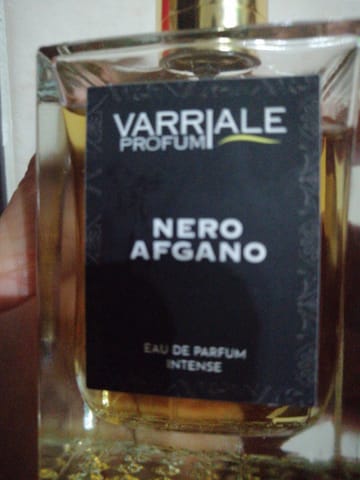 VARRIALE
PROFUMI
NERO
AFGANO
EAU DE PARFUM
INTENSE